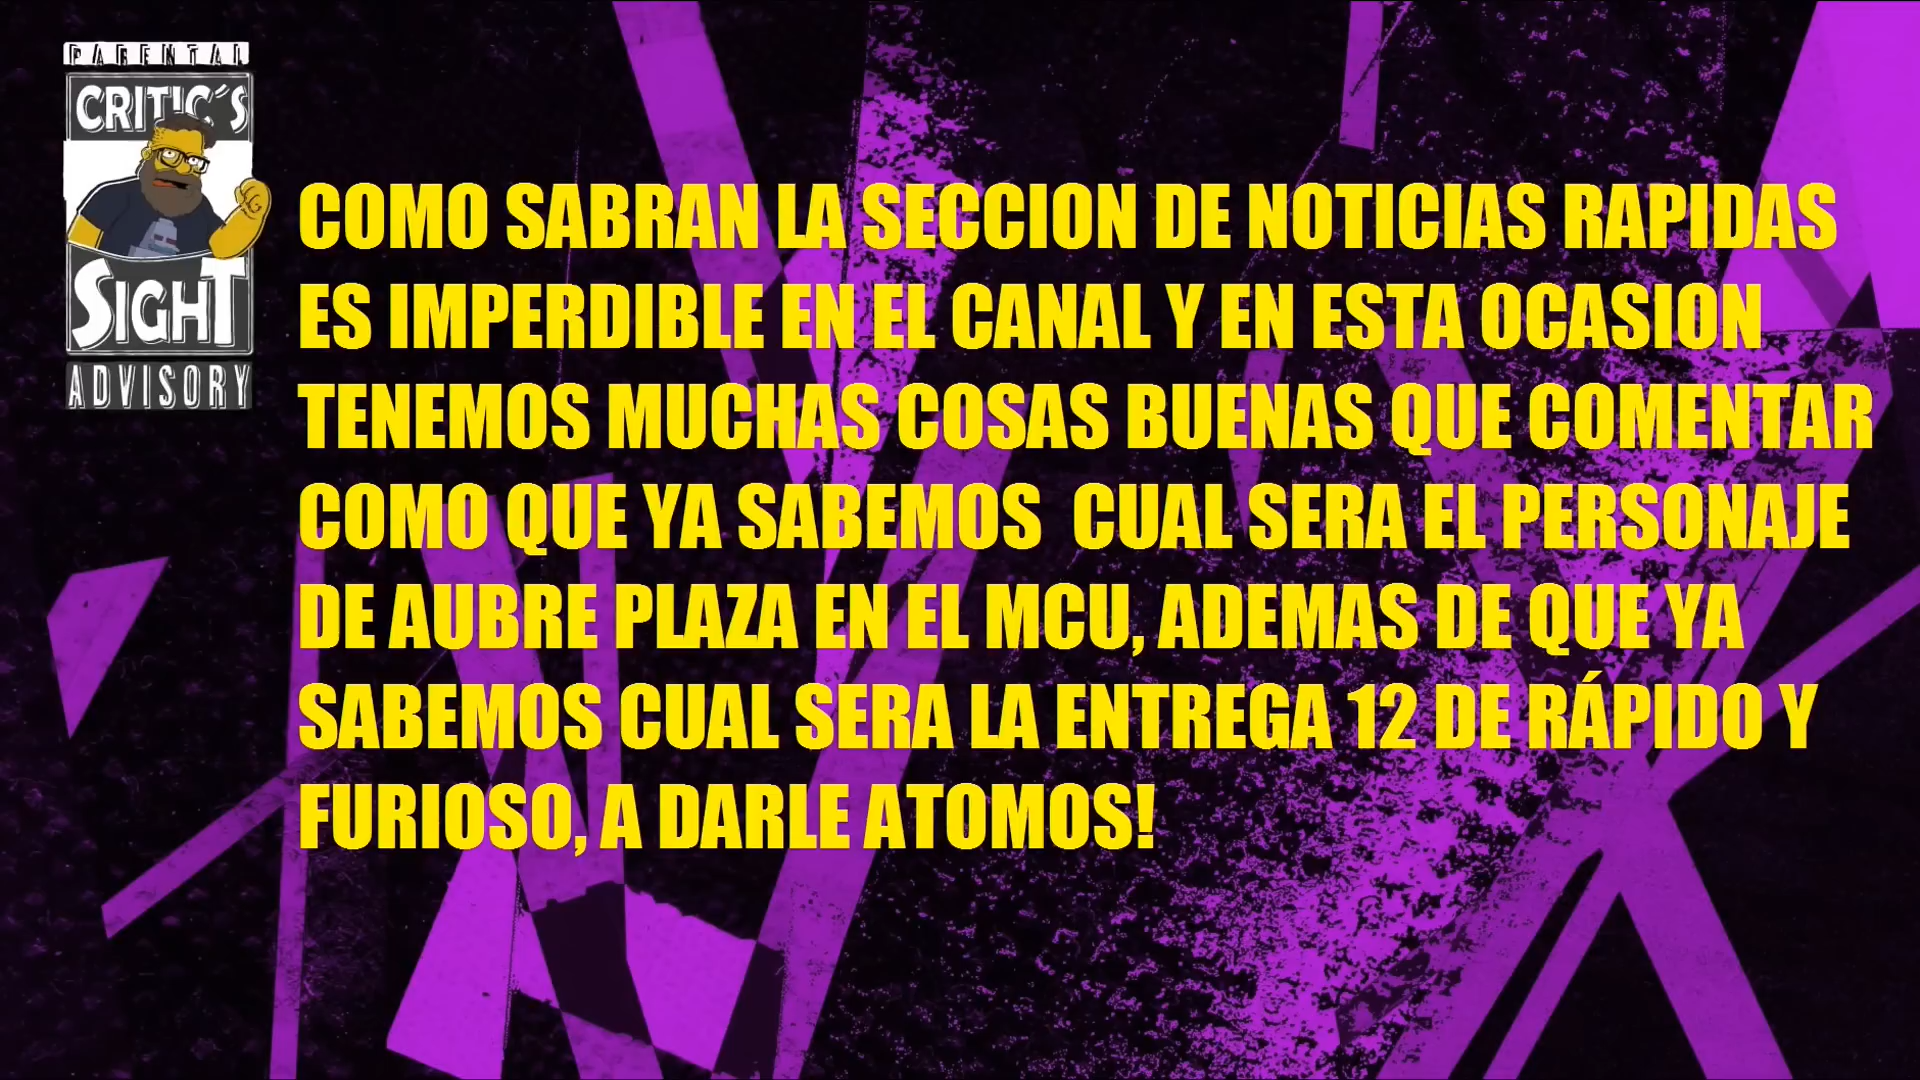 PARENTAL
CRITIC´S
SIGHT
ADVISORY
COMO SABRAN LA SECCION DE NOTICIAS RAPIDAS
ES IMPERDIBLE EN EL CANAL Y EN ESTA OCASION
TENEMOS MUCHAS COSAS BUENAS QUE COMENTAR
COMO QUE YA SABEMOS CUAL SERA EL PERSONAJE
DE AUBRE PLAZA EN EL MCU, ADEMAS DE QUE YA
SABEMOS CUAL SERA LA ENTREGA 12 DE RÁPIDO Y
FURIOSO, A DARLE ATOMOS!